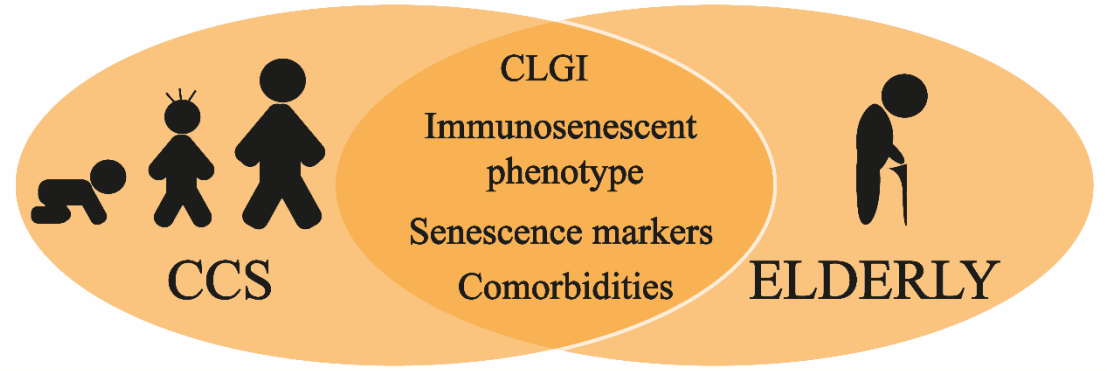 CLGI
Immunosenescent
phenotype
Senescence markers
Comorbidities
CCS
ELDERLY